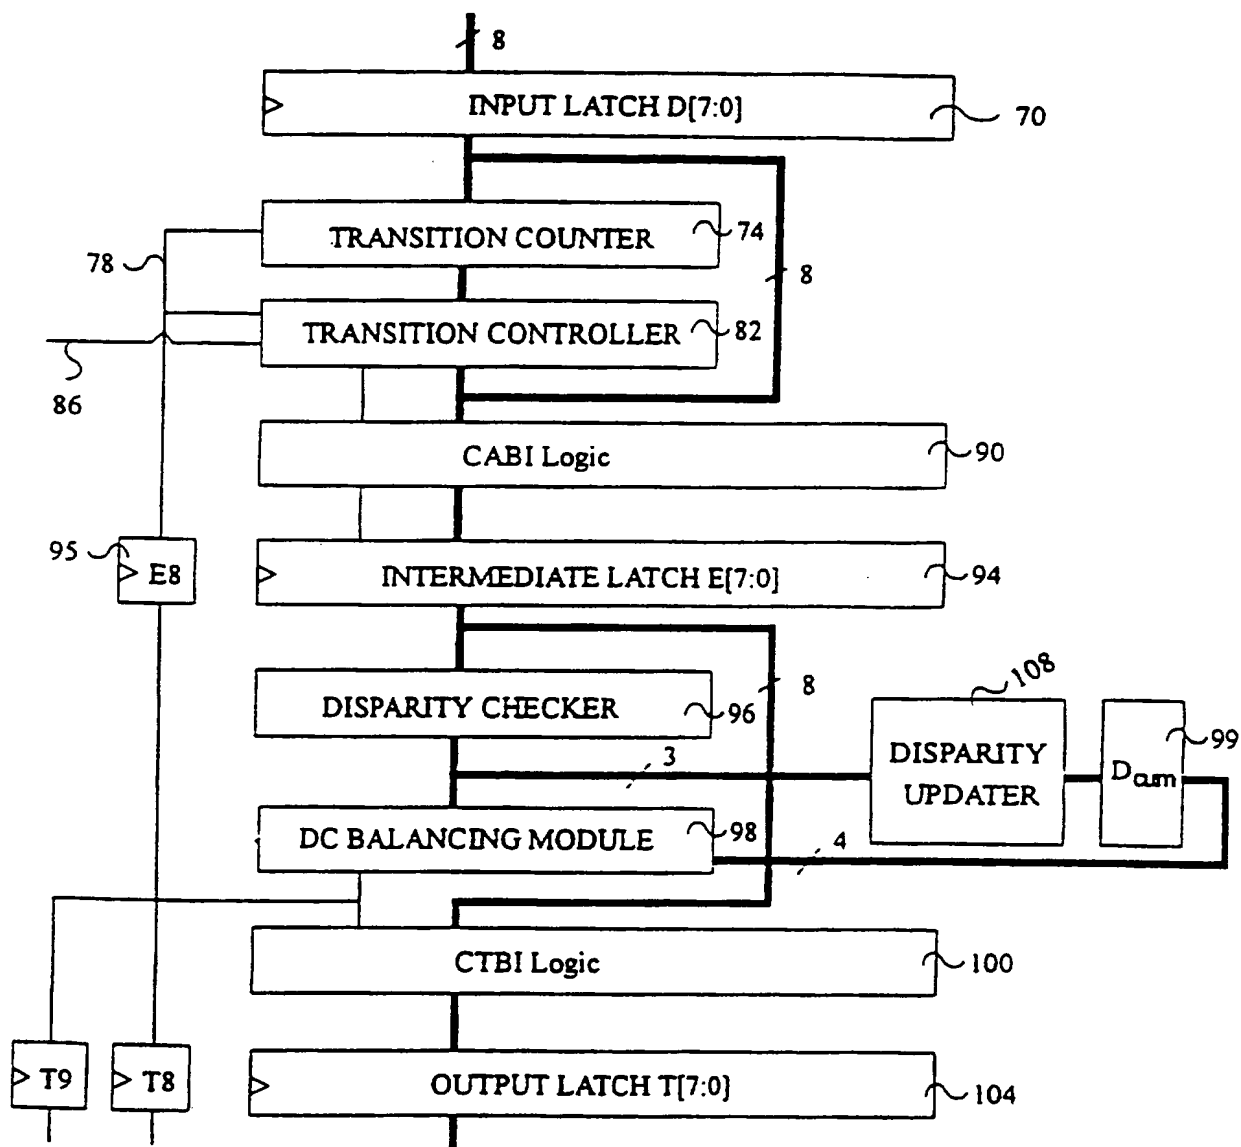 8
INPUT LATCH D[7:0]
70
TRANSITION COUNTER
74
78
8
TRANSITION CONTROLLER
82
86
CABI Logic
90
95
E8
INTERMEDIATE LATCH E[7:0]
94
DISPARITY CHECKER
96
8
108
DISPARITY
UPDATER
99
Dcum
3
DC BALANCING MODULE
98
4
CTBI Logic
100
T9
T8
OUTPUT LATCH T[7:0]
104